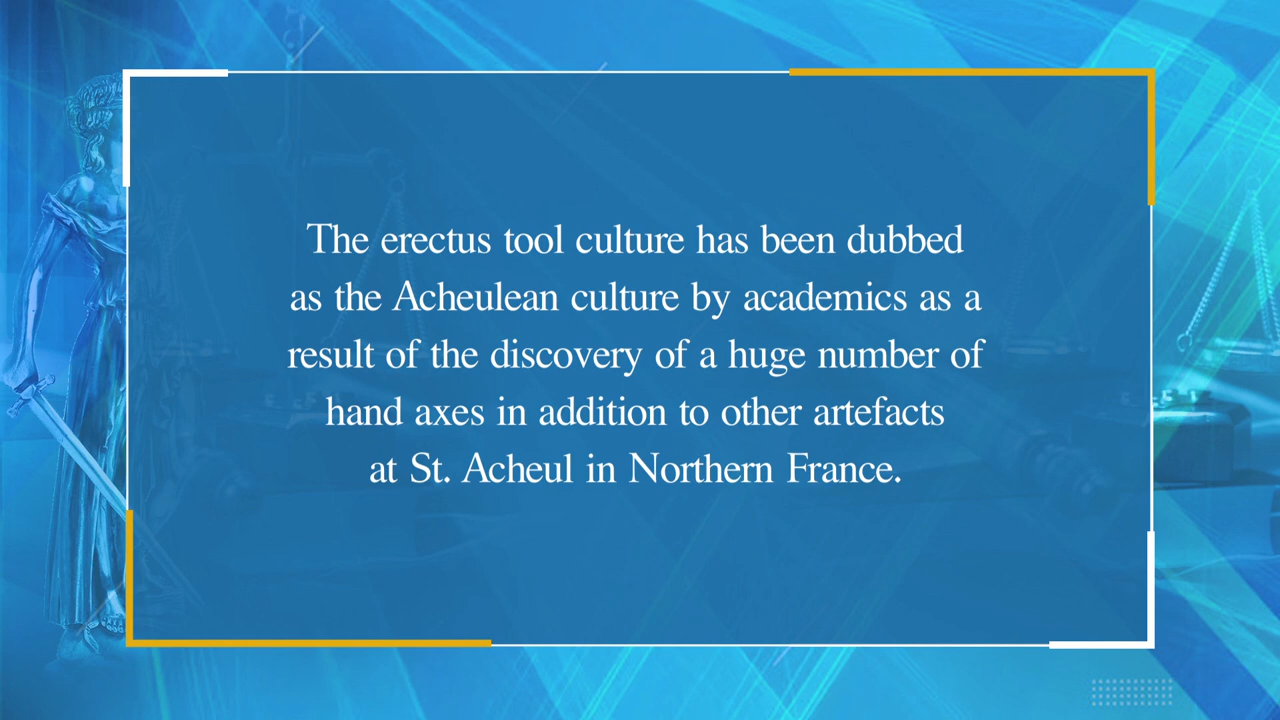 The erectus tool culture has been dubbed
as the Acheulean culture by academics as a
result of the discovery of a huge number of
hand axes in addition to other artefacts
at St. Acheul in Northern France.